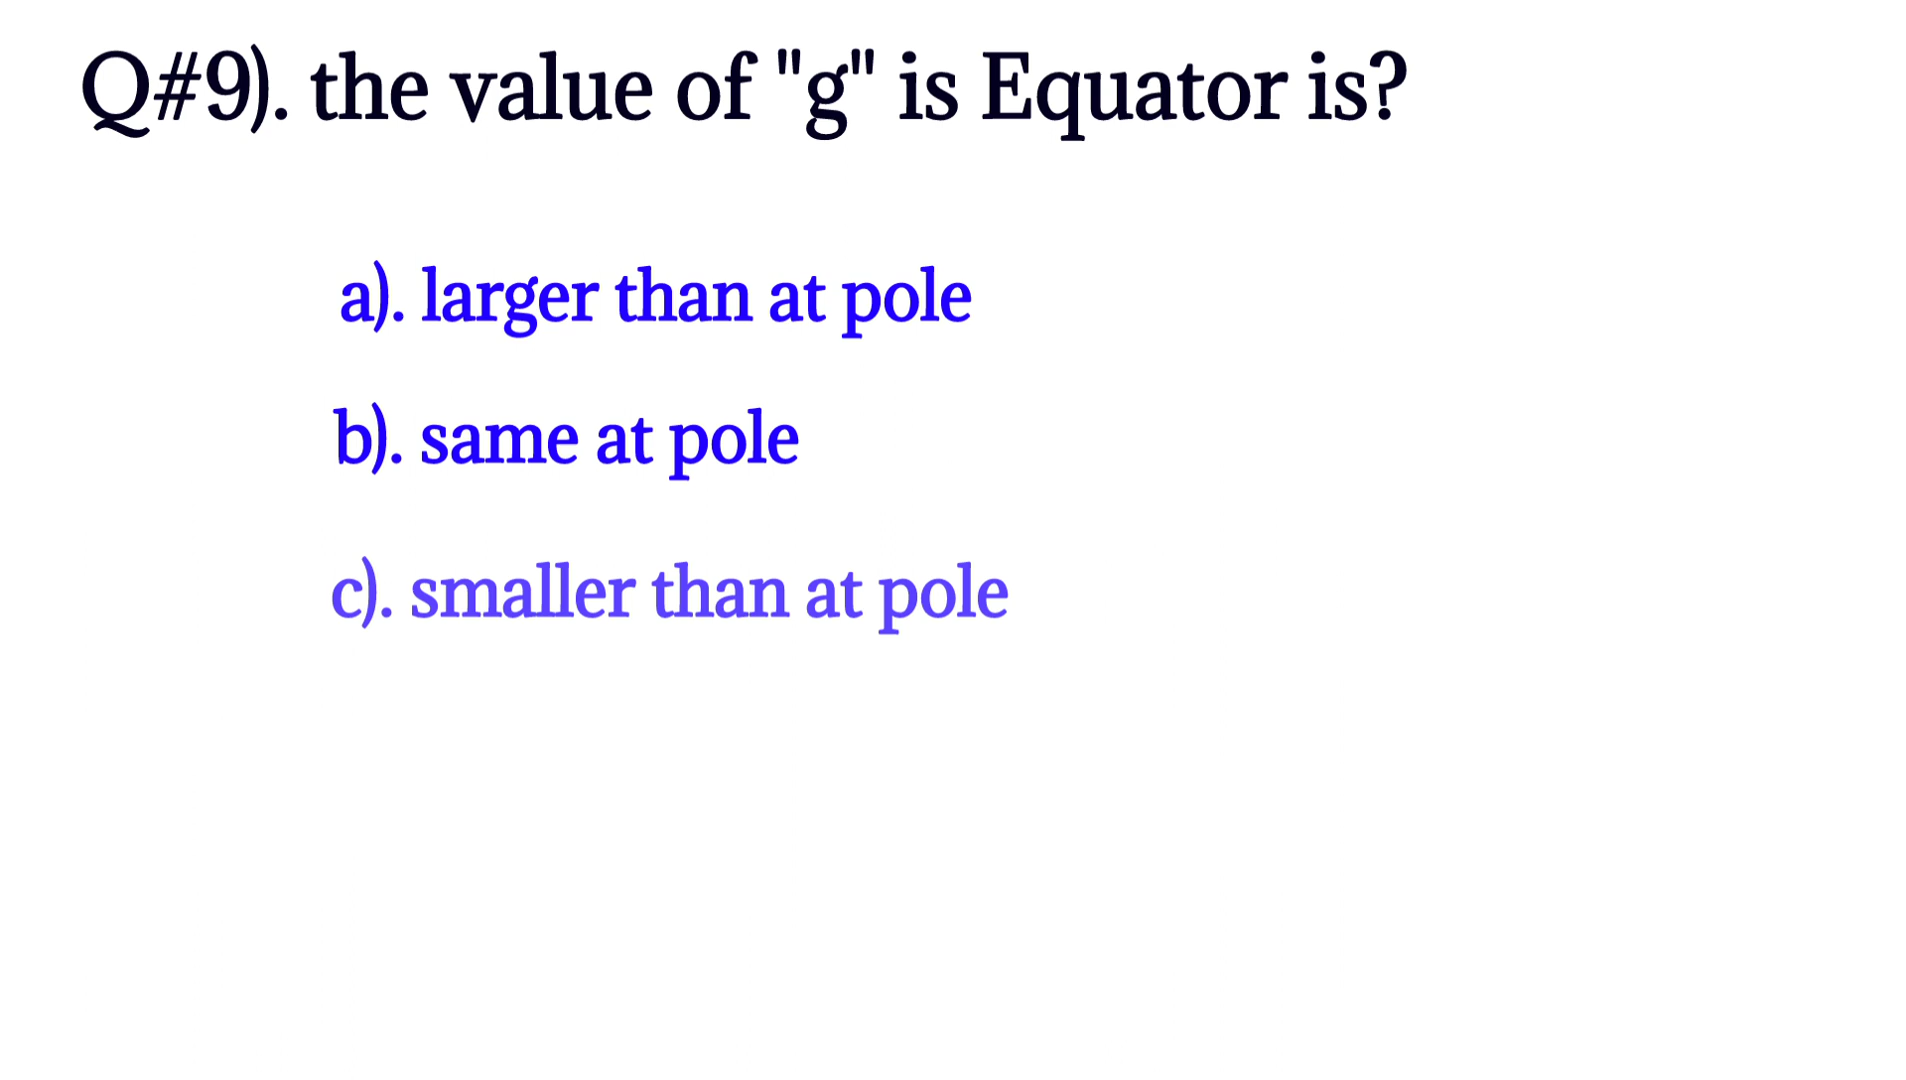 Q#9). the value of "g" is Equator is?
a). larger than at pole
b). same at pole
c). smaller than at pole